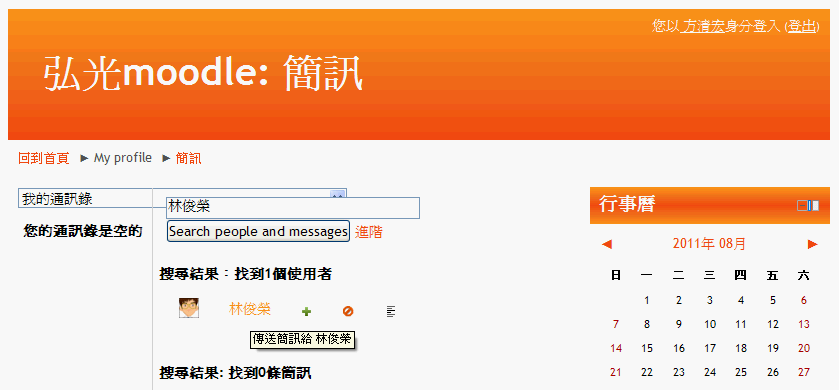 您以 方清宏身分登入 (登出)
弘光moodle: 簡訊
回到首頁 ► My profile ► 簡訊
我的通訊錄
您的通訊錄是空的
林俊榮
Search people and messages 進階
搜尋結果：找到1個使用者
林俊榮
傳送簡訊給 林俊榮
搜尋結果: 找到0條簡訊
行事曆
◄ 2011年 08月 ►
日 一 二 三 四 五 六
1 2 3 4 5 6
7 8 9 10 11 12 13
14 15 16 17 18 19 20
21 22 23 24 25 26 27